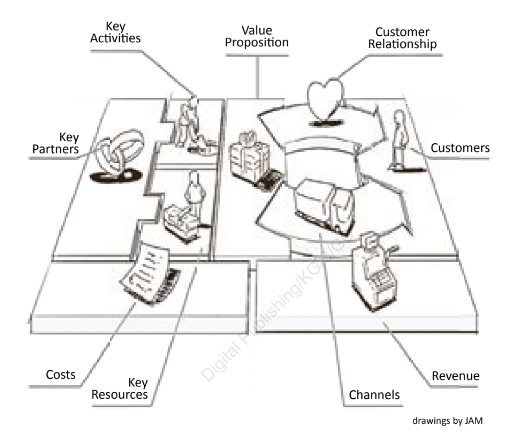 Key
Activities
Value
Proposition
Customer
Relationship
Key
Partners
Customers
Costs
Key
Resources
Channels
Revenue
drawings by JAM